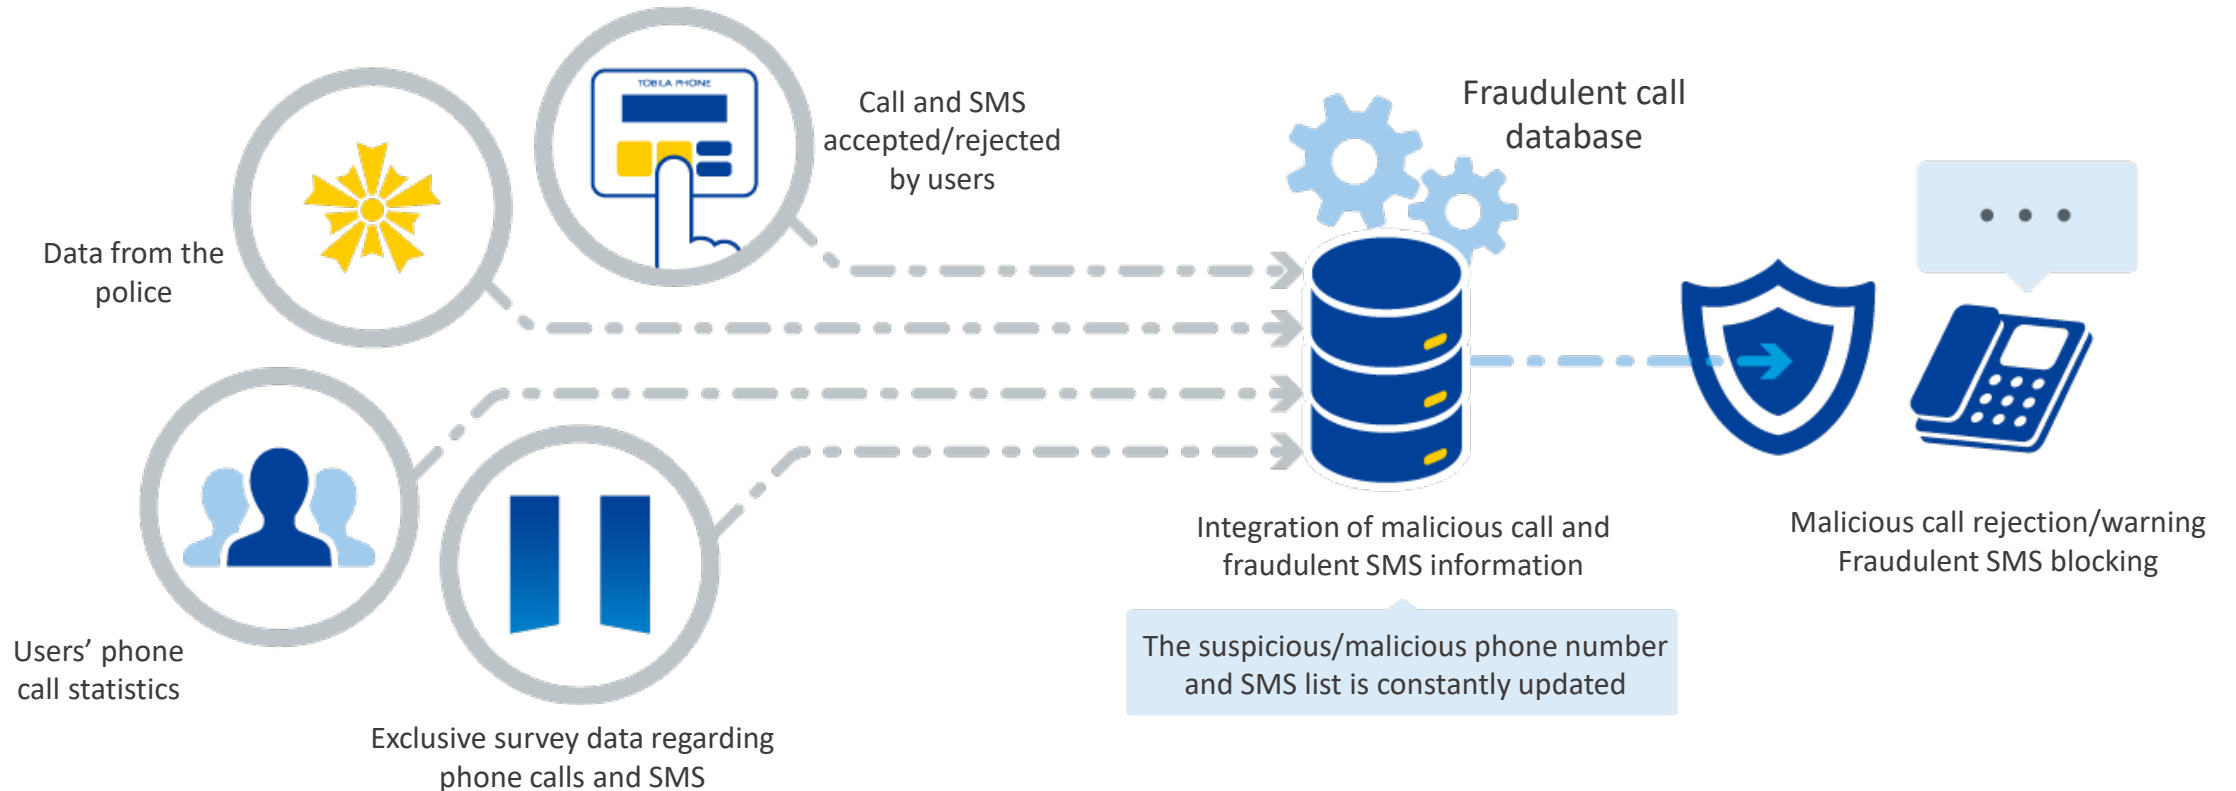 TOBILA PHONE
Call and SMS
accepted/rejected
by users
Data from the
police
Users’ phone
call statistics
Exclusive survey data regarding
phone calls and SMS
Fraudulent call
database
Integration of malicious call and
fraudulent SMS information
The suspicious/malicious phone number
and SMS list is constantly updated
Malicious call rejection/warning
Fraudulent SMS blocking